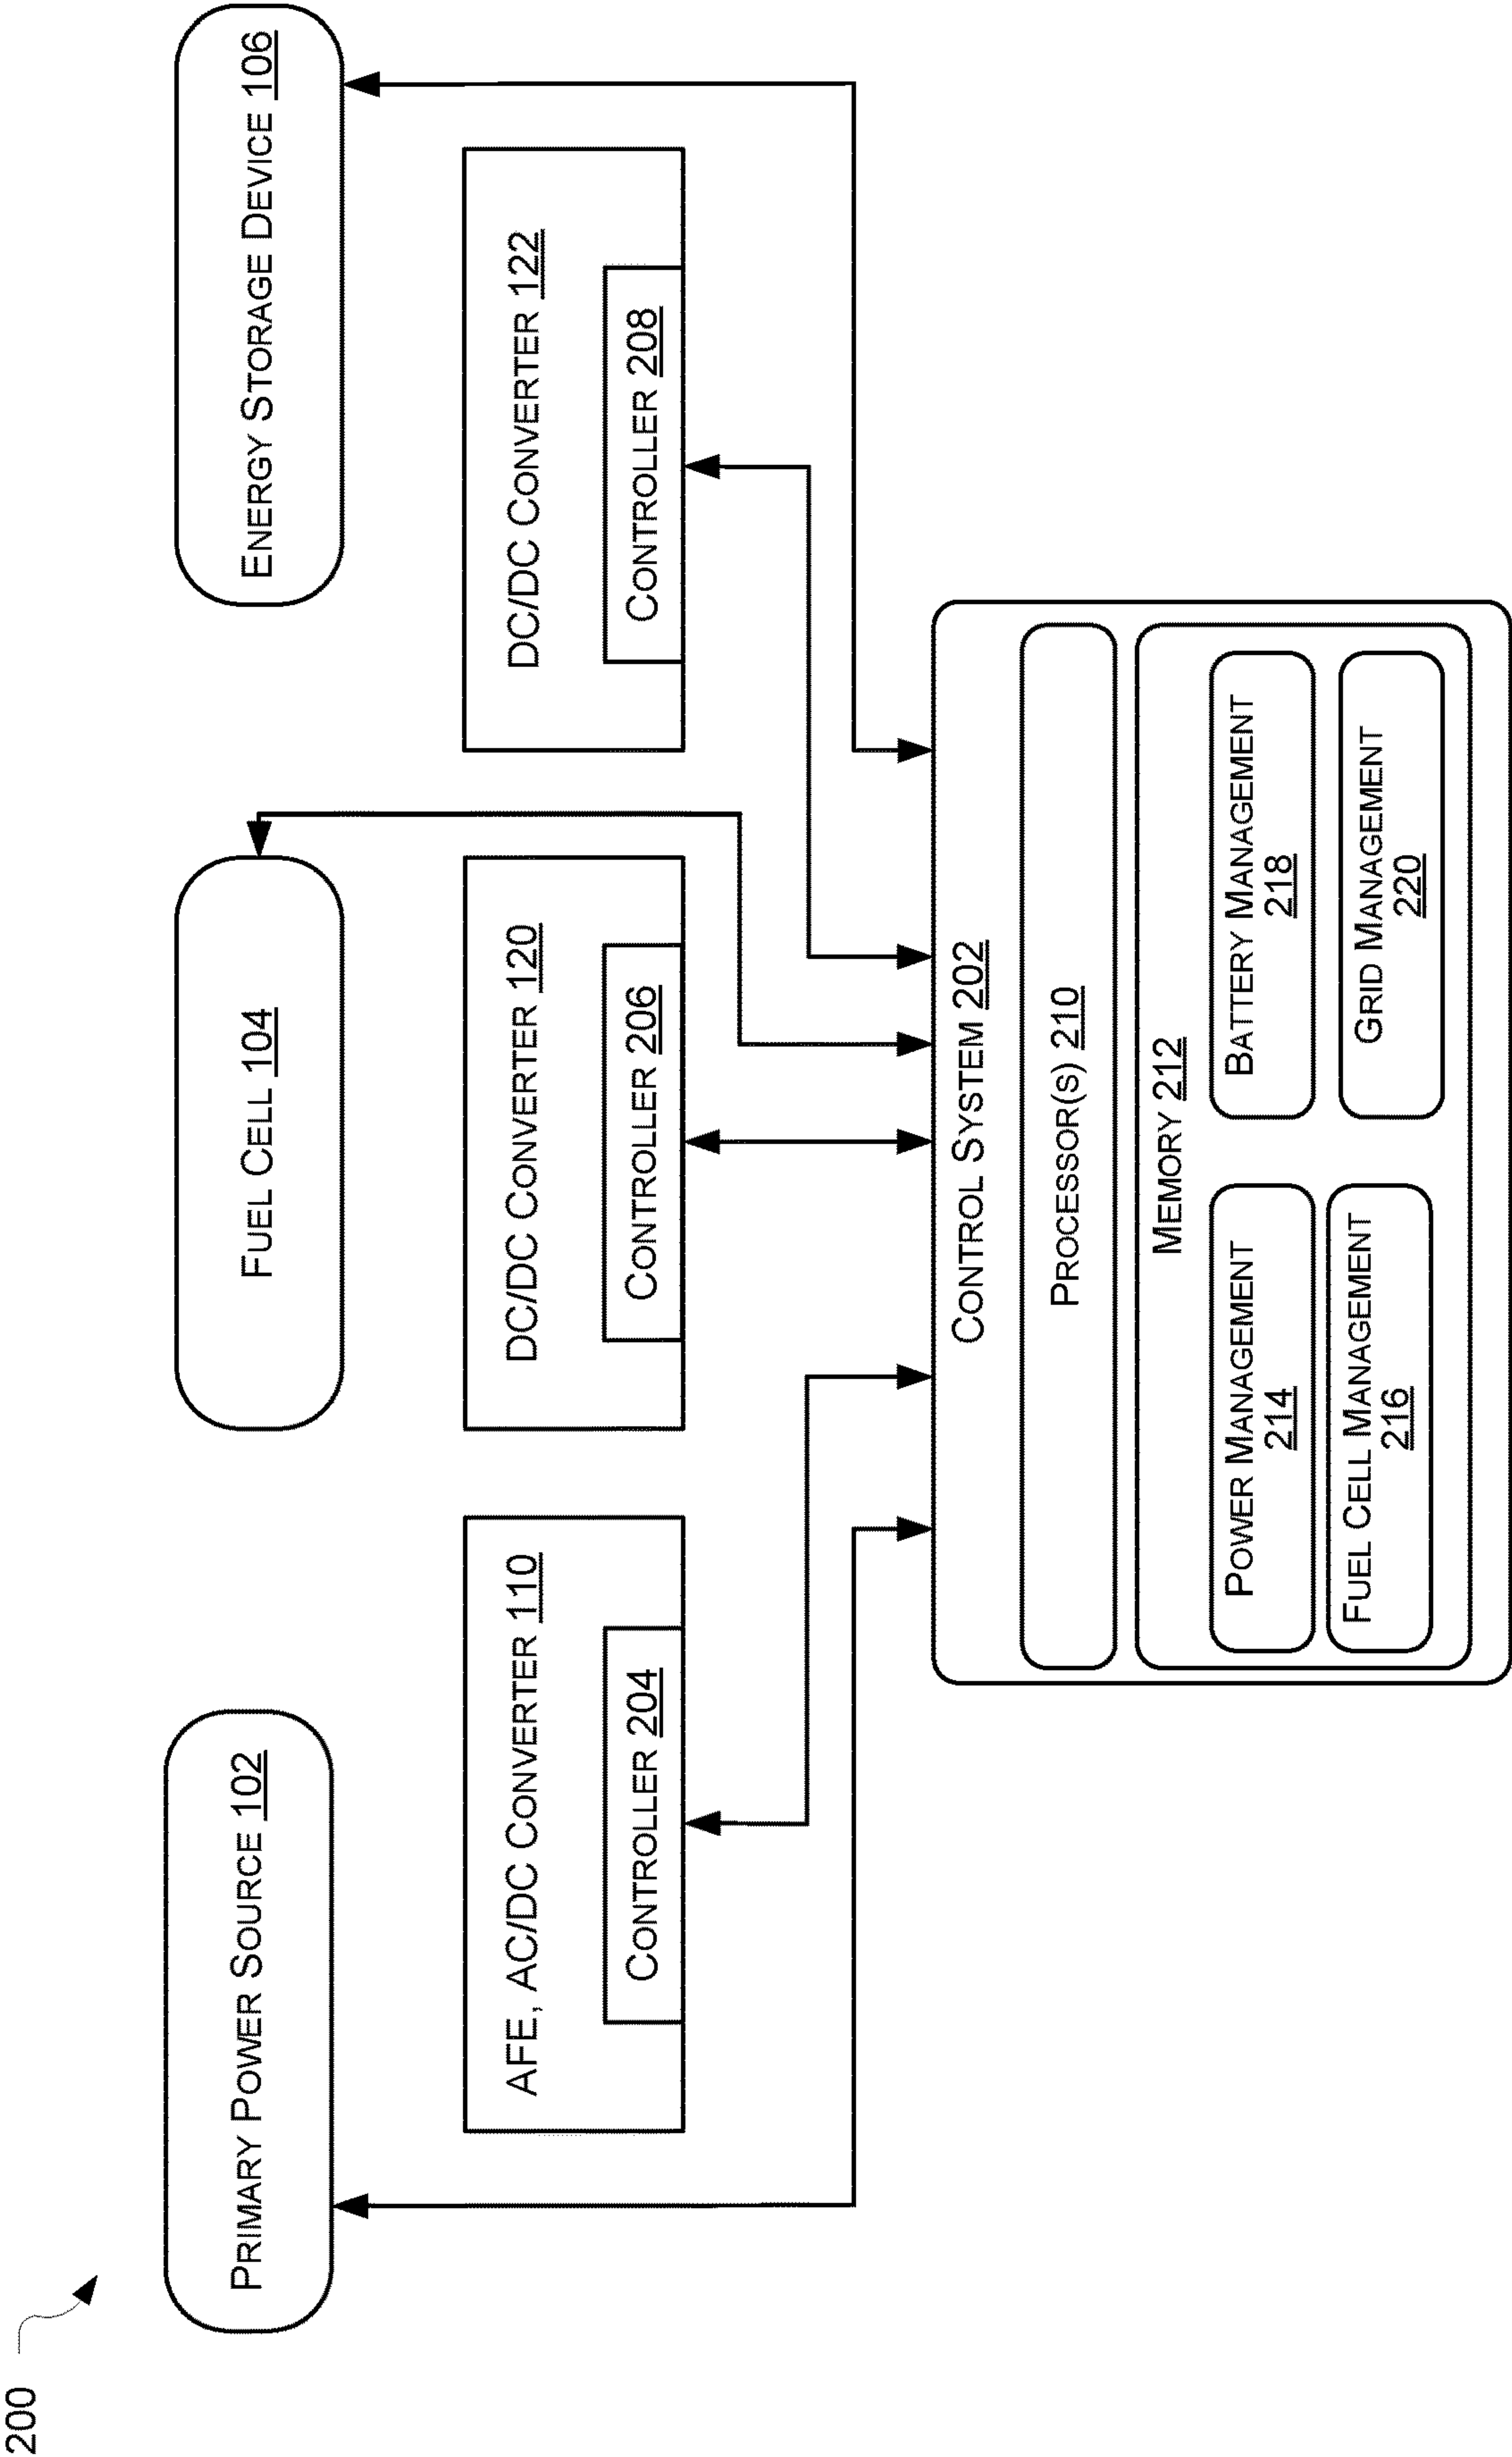 200
PRIMARY POWER SOURCE 102
FUEL CELL 104
ENERGY STORAGE DEVICE 106
AFE, AC/DC CONVERTER 110
CONTROLLER 204
DC/DC CONVERTER 120
CONTROLLER 206
DC/DC CONVERTER 122
CONTROLLER 208
CONTROL SYSTEM 202
PROCESSOR(S) 210
MEMORY 212
POWER MANAGEMENT
214
BATTERY MANAGEMENT
218
FUEL CELL MANAGEMENT
216
GRID MANAGEMENT
220